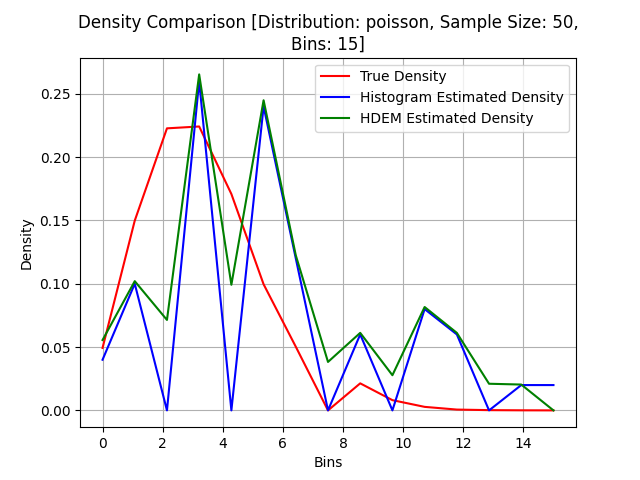 Density Comparison [Distribution: poisson, Sample Size: 50,
Bins: 15]
True Density
Histogram Estimated Density
HDEM Estimated Density
Density
0.25
0.20
0.15
0.10
0.05
0.00
0 2 4 6 8 10 12 14
Bins